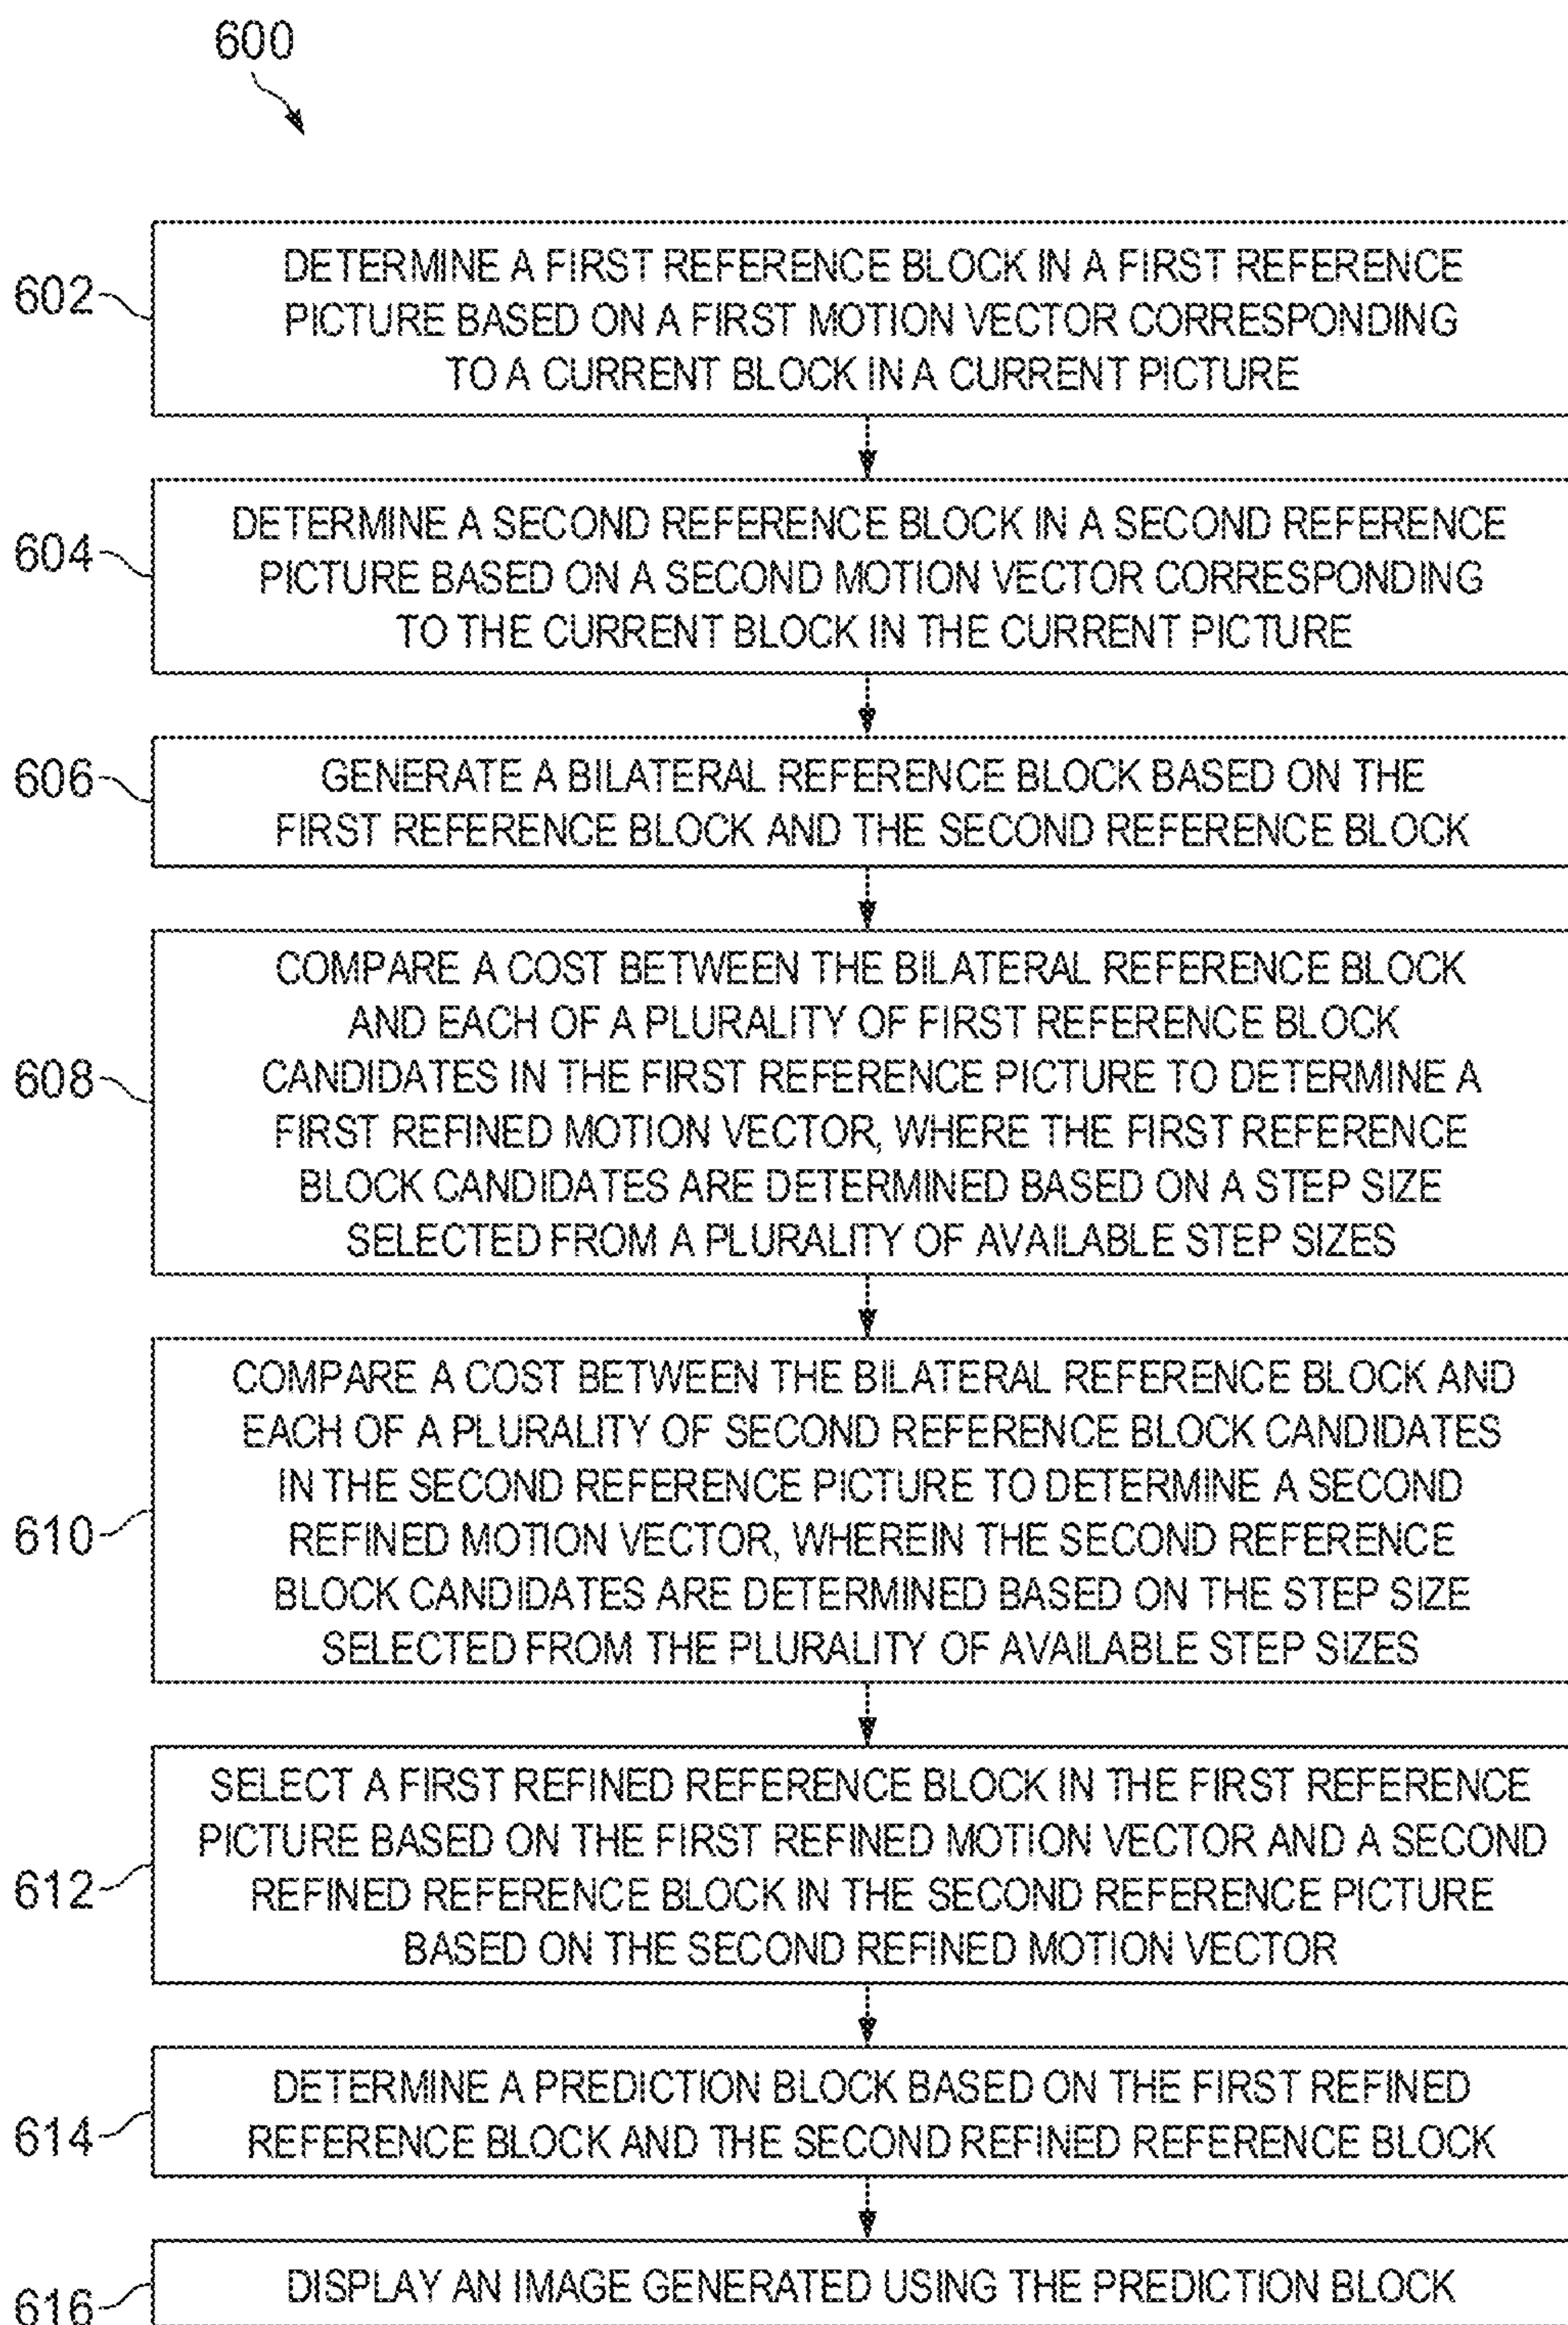 600
602
DETERMINE A FIRST REFERENCE BLOCK IN A FIRST REFERENCE
PICTURE BASED ON A FIRST MOTION VECTOR CORRESPONDING
TO A CURRENT BLOCK IN A CURRENT PICTURE
604
DETERMINE A SECOND REFERENCE BLOCK IN A SECOND REFERENCE
PICTURE BASED ON A SECOND MOTION VECTOR CORRESPONDING
TO THE CURRENT BLOCK IN THE CURRENT PICTURE
606
GENERATE A BILATERAL REFERENCE BLOCK BASED ON THE
FIRST REFERENCE BLOCK AND THE SECOND REFERENCE BLOCK
608
COMPARE A COST BETWEEN THE BILATERAL REFERENCE BLOCK
AND EACH OF A PLURALITY OF FIRST REFERENCE BLOCK
CANDIDATES IN THE FIRST REFERENCE PICTURE TO DETERMINE A
FIRST REFINED MOTION VECTOR, WHERE THE FIRST REFERENCE
BLOCK CANDIDATES ARE DETERMINED BASED ON A STEP SIZE
SELECTED FROM A PLURALITY OF AVAILABLE STEP SIZES
610
COMPARE A COST BETWEEN THE BILATERAL REFERENCE BLOCK AND
EACH OF A PLURALITY OF SECOND REFERENCE BLOCK CANDIDATES
IN THE SECOND REFERENCE PICTURE TO DETERMINE A SECOND
REFINED MOTION VECTOR, WHEREIN THE SECOND REFERENCE
BLOCK CANDIDATES ARE DETERMINED BASED ON THE STEP SIZE
SELECTED FROM THE PLURALITY OF AVAILABLE STEP SIZES
612
SELECT A FIRST REFINED REFERENCE BLOCK IN THE FIRST REFERENCE
PICTURE BASED ON THE FIRST REFINED MOTION VECTOR AND A SECOND
REFINED REFERENCE BLOCK IN THE SECOND REFERENCE PICTURE
BASED ON THE SECOND REFINED MOTION VECTOR
614
DETERMINE A PREDICTION BLOCK BASED ON THE FIRST REFINED
REFERENCE BLOCK AND THE SECOND REFINED REFERENCE BLOCK
616
DISPLAY AN IMAGE GENERATED USING THE PREDICTION BLOCK